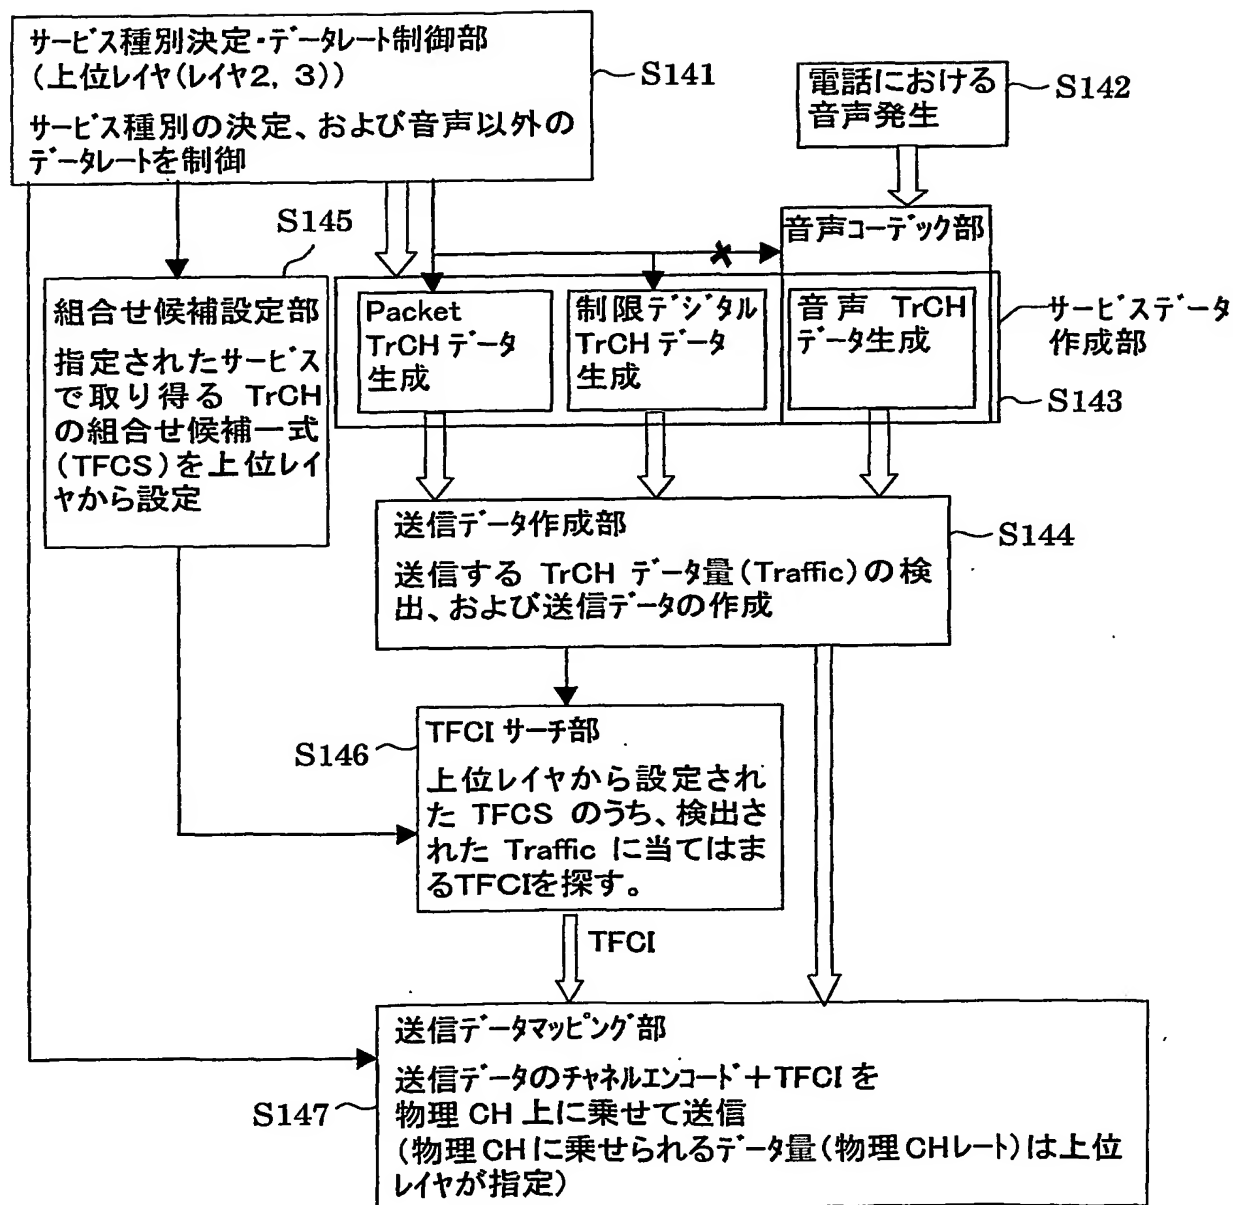 サービス種別決定・データレート制御部
(上位レイヤ(レイヤ2, 3))
サービス種別の決定、および音声以外の
データレートを制御
S141
電話における
音声発生
S142
S145
音声コーデック部
組合せ候補設定部
指定されたサービス
で取り得る TrCH
の組合せ候補一式
(TFCS)を上位レイ
ヤから設定
Packet
TrCH データ
生成
制限デジタル
TrCH データ
生成
音声 TrCH
データ生成
サービスデータ
作成部
S143
送信データ作成部
送信する TrCH データ量(Traffic)の検
出、および送信データの作成
S144
S146
TFCI サーチ部
上位レイヤから設定され
た TFCS のうち、検出さ
れた Traffic に当てはま
るTFCIを探す。
TFCI
送信データマッピング部
送信データのチャネルエンコード+TFCI を
物理 CH 上に乗せて送信
(物理 CH に乗せられるデータ量(物理 CHレート)は上位
レイヤが指定)
S147